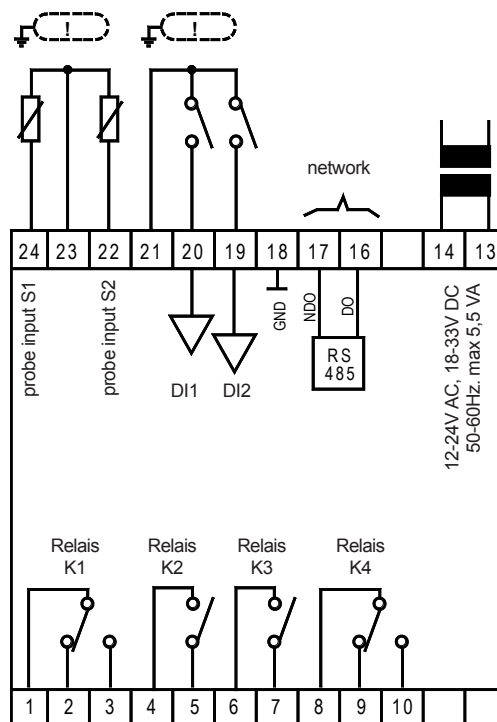 ! !
network
24 23 22 21 20 19 18 17 16 14 13
probe input S1
probe input S2
DI1 DI2
GND
NDO
DO
RS
485
12-24V AC, 18-33V DC
50-60Hz. max 5,5 VA
Relais
K1
Relais
K2
Relais
K3
Relais
K4
1 2 3 4 5 6 7 8 9 10